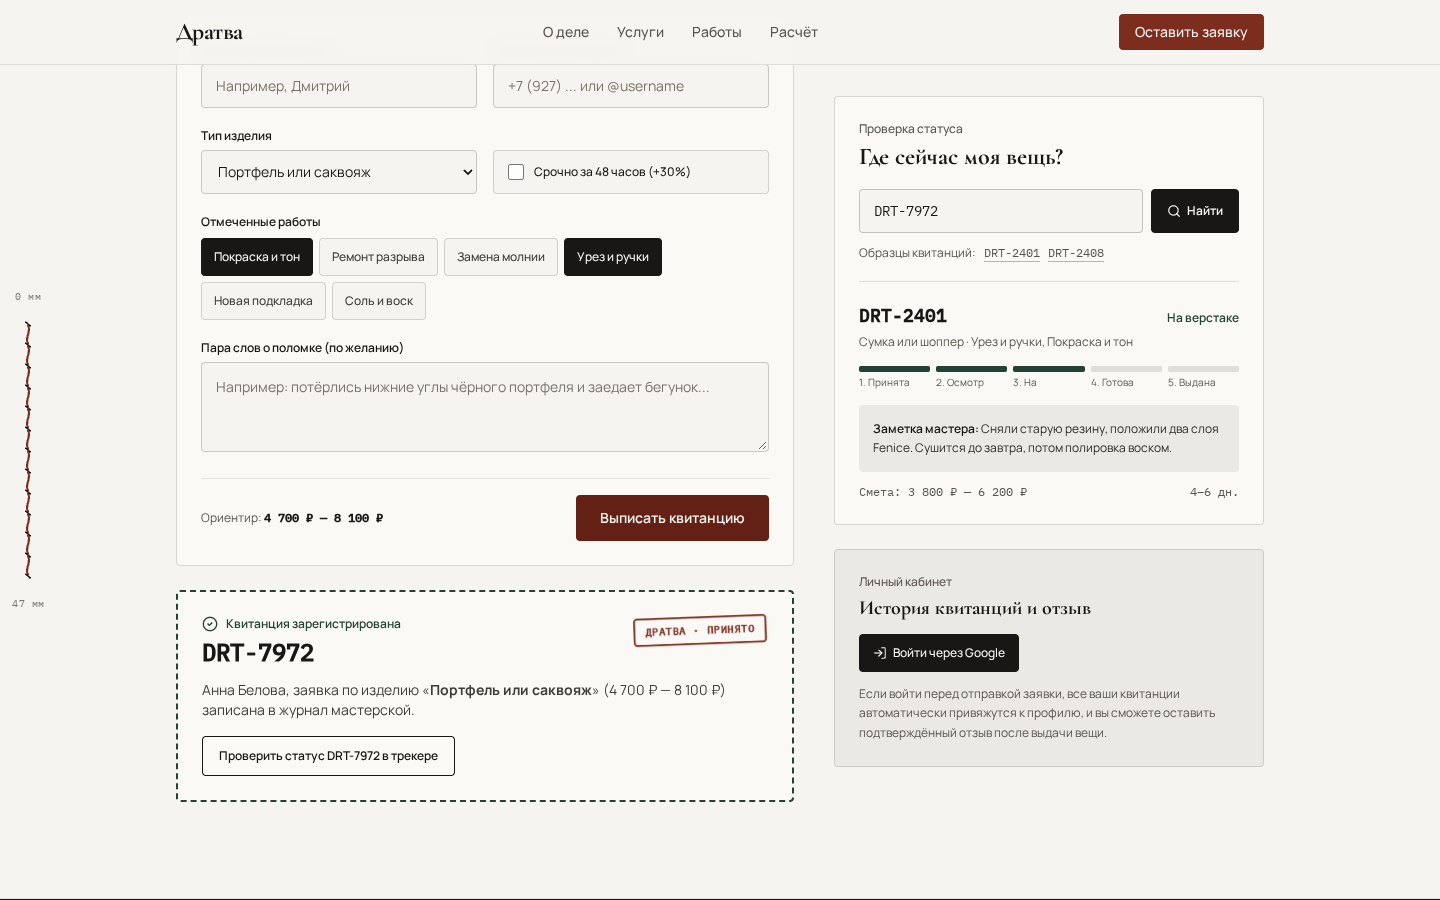 Дратва
О деле
Услуги
Работы
Расчёт
Оставить заявку
Например, Дмитрий
+7 (927) ... или @username
Тип изделия
Портфель или саквояж
Срочно за 48 часов (+30%)
Отмеченные работы
Покраска и тон
Ремонт разрыва
Замена молнии
Урез и ручки
Новая подкладка
Соль и воск
Пара слов о поломке (по желанию)
Например: потёрлись нижние углы чёрного портфеля и заедает бегунок...
Ориентир: 4 700 ₽ — 8 100 ₽
Выписать квитанцию
0 мм
47 мм
Квитанция зарегистрирована
DRT-7972
ДРАТВА · ПРИНЯТО
Анна Белова, заявка по изделию «Портфель или саквояж» (4 700 ₽ — 8 100 ₽)
записана в журнал мастерской.
Проверить статус DRT-7972 в трекере
Проверка статуса
Где сейчас моя вещь?
DRT-7972
Найти
Образцы квитанций: DRT-2401 DRT-2408
DRT-2401
На верстаке
Сумка или шоппер · Урез и ручки, Покраска и тон
1. Принята
2. Осмотр
3. На
4. Готова
5. Выдана
Заметка мастера: Сняли старую резину, положили два слоя
Fenice. Сушится до завтра, потом полировка воском.
Смета: 3 800 ₽ — 6 200 ₽
4–6 дн.
Личный кабинет
История квитанций и отзыв
Войти через Google
Если войти перед отправкой заявки, все ваши квитанции
автоматически привяжутся к профилю, и вы сможете оставить
подтверждённый отзыв после выдачи вещи.